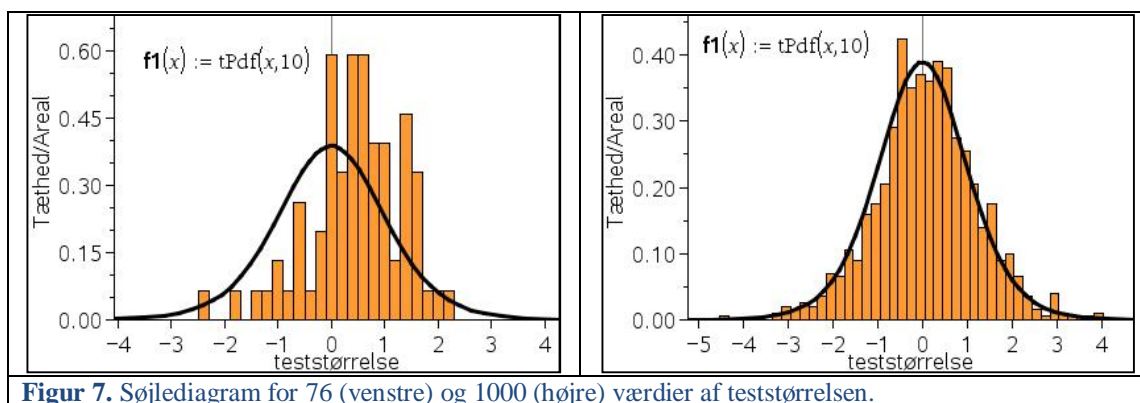 Tæthed/Areal
0.60
0.45
0.30
0.15
0.00
f1(x) := tPdf(x,10)
−4 −3 −2 −1 0 1 2 3 4
teststørrelse
Tæthed/Areal
0.40
0.30
0.20
0.10
0.00
f1(x) := tPdf(x,10)
−5 −4 −3 −2 −1 0 1 2 3 4
teststørrelse
Figur 7. Søjlediagram for 76 (venstre) og 1000 (højre) værdier af teststørrelsen.